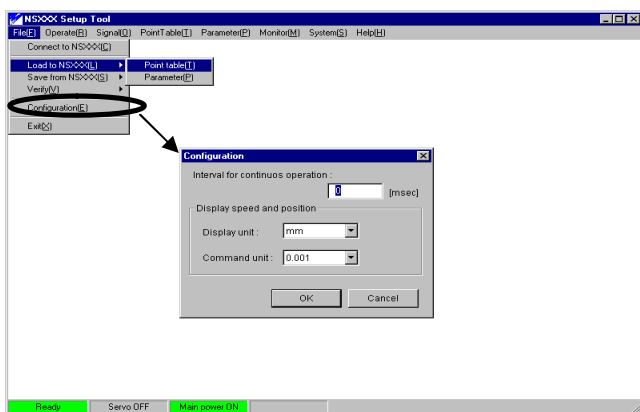 NSXXX Setup Tool
File[F] Operate[R] Signal[O] PointTable[T] Parameter[P] Monitor[M] System[S] Help[H]
Connect to NSXXX[C]
Load to NSXXX[L] Point table[T]
Save from NSXXX[S] Parameter[P]
Verify[V]
Configuration[E]
Exit[X]
Configuration
Interval for continuos operation :
0 [msec]
Display speed and position
Display unit : mm
Command unit : 0.001
OK Cancel
Ready Servo OFF Main power ON